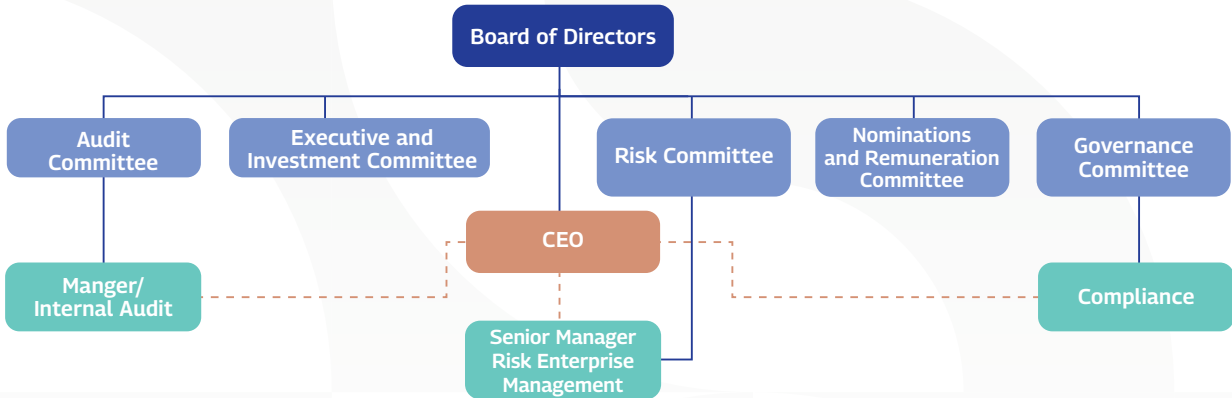 Board of Directors
Audit
Committee
Executive and
Investment Committee
Risk Committee
Nominations
and Remuneration
Committee
Governance
Committee
CEO
Manger/
Internal Audit
Compliance
Senior Manager
Risk Enterprise
Management